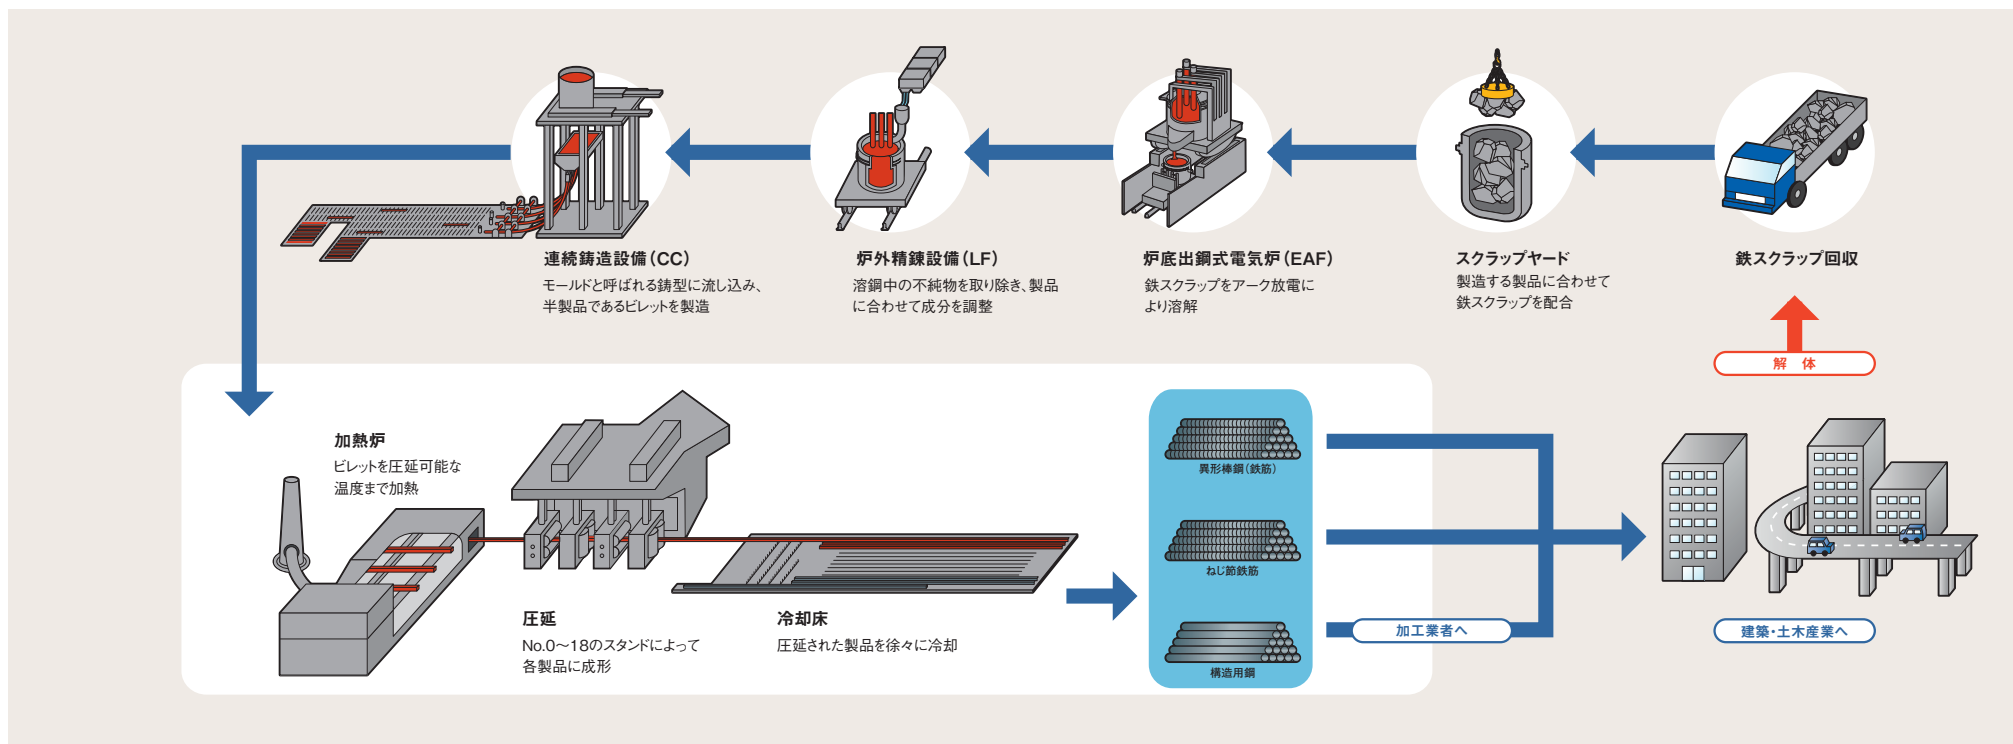 鉄スクラップ回収
スクラップヤード
製造する製品に合わせて
鉄スクラップを配合
炉底出鋼式電気炉（EAF）
鉄スクラップをアーク放電に
より溶解
炉外精錬設備（LF）
溶鋼中の不純物を取り除き、製品
に合わせて成分を調整
連続鋳造設備（CC）
モールドと呼ばれる鋳型に流し込み、
半製品であるビレットを製造
加熱炉
ビレットを圧延可能な
温度まで加熱
圧延
No.0〜18のスタンドによって
各製品に成形
冷却床
圧延された製品を徐々に冷却
異形棒鋼（鉄筋）
ねじ節鉄筋
構造用鋼
加工業者へ
建築・土木産業へ
解　体